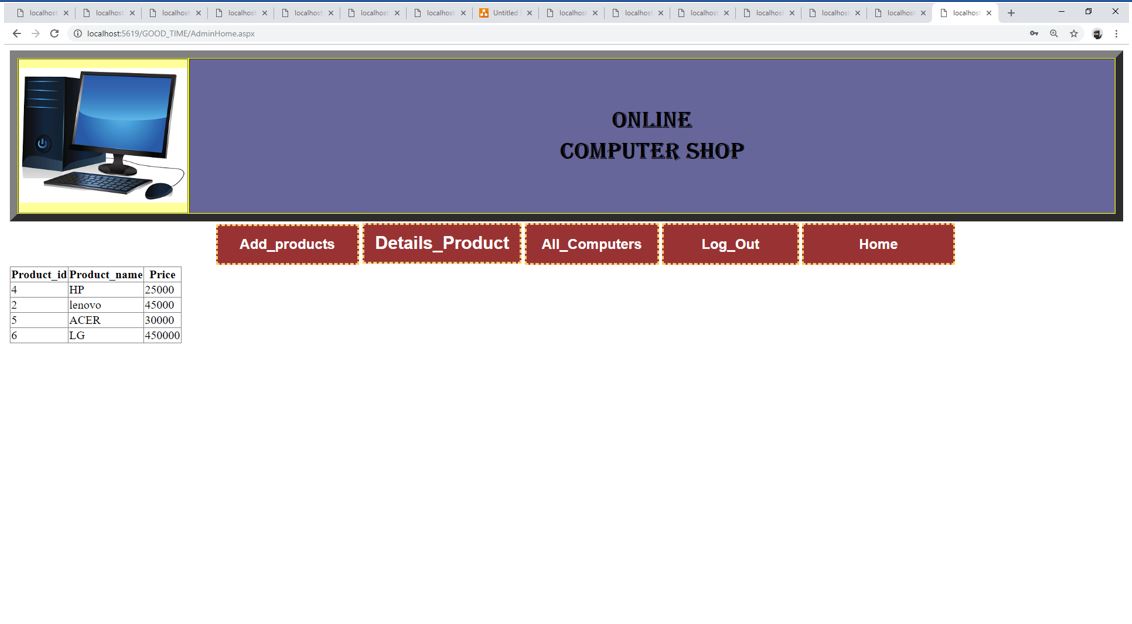 localhost: localhost: localhost: localhost: localhost: localhost: localhost: Untitled localhost: localhost: localhost: localhost: localhost: localhost: localhost:
localhost:5619/GOOD_TIME/AdminHome.aspx
ONLINE
COMPUTER SHOP
Add_products Details_Product All_Computers Log_Out Home
Product_id Product_name Price
4 HP 25000
2 lenovo 45000
5 ACER 30000
6 LG 450000